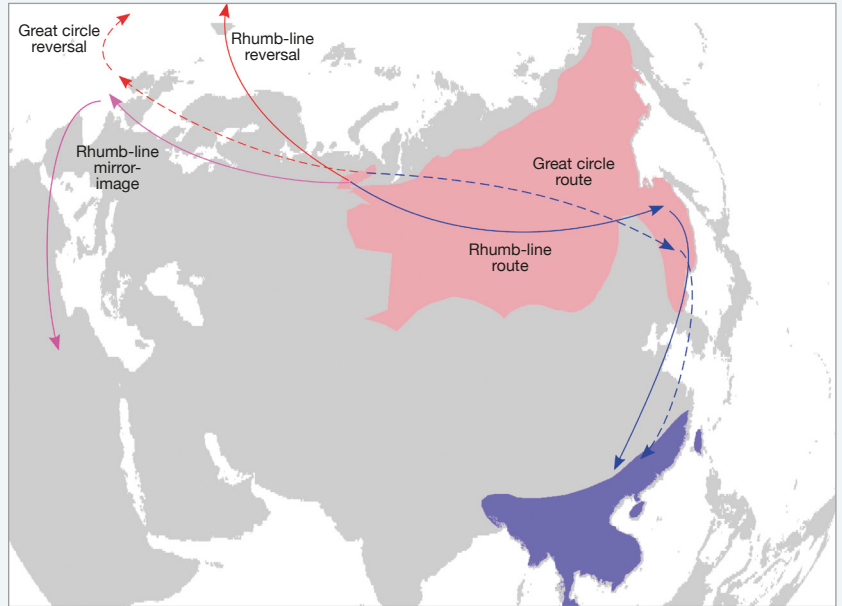 Great circle
reversal
Rhumb-line
reversal
Rhumb-line
mirror-
image
Great circle
route
Rhumb-line
route